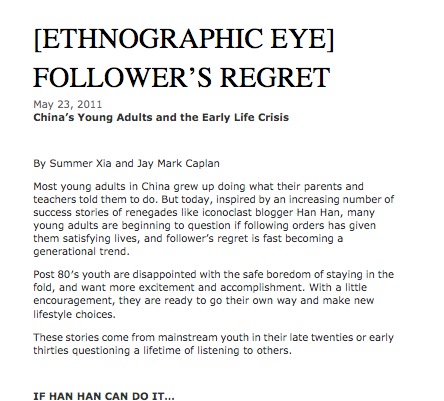 [ETHNOGRAPHIC EYE]
FOLLOWER’S REGRET
May 23, 2011
China’s Young Adults and the Early Life Crisis
By Summer Xia and Jay Mark Caplan
Most young adults in China grew up doing what their parents and
teachers told them to do. But today, inspired by an increasing number of
success stories of renegades like iconoclast blogger Han Han, many
young adults are beginning to question if following orders has given
them satisfying lives, and follower’s regret is fast becoming a
generational trend.
Post 80’s youth are disappointed with the safe boredom of staying in the
fold, and want more excitement and accomplishment. With a little
encouragement, they are ready to go their own way and make new
lifestyle choices.
These stories come from mainstream youth in their late twenties or early
thirties questioning a lifetime of listening to others.
IF HAN HAN CAN DO IT…